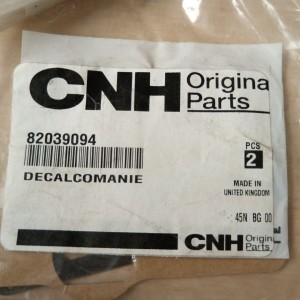 CNH Origina
Parts
82039094
PCS
2
DECALCOMANIE
MADE IN
UNITED KINGDOM
45N BG 00
CNH Origin
Parts